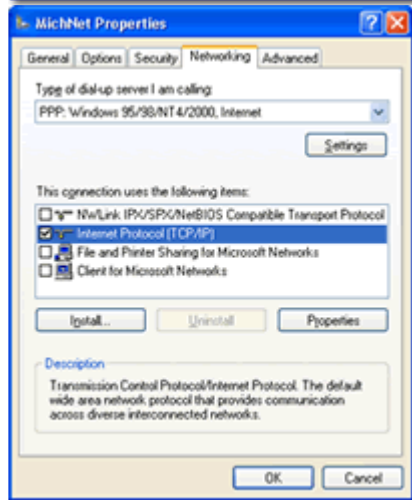 MichNet Properties
General Options Security Networking Advanced
Type of dial-up server I am calling:
PPP: Windows 95/98/NT4/2000, Internet
Settings
This connection uses the following items:
NWLink IPX/SPX/NetBIOS Compatible Transport Protocol
Internet Protocol (TCP/IP)
File and Printer Sharing for Microsoft Networks
Client for Microsoft Networks
Install... Uninstall Properties
Description
Transmission Control Protocol/Internet Protocol. The default
wide area network protocol that provides communication
across diverse interconnected networks.
OK Cancel